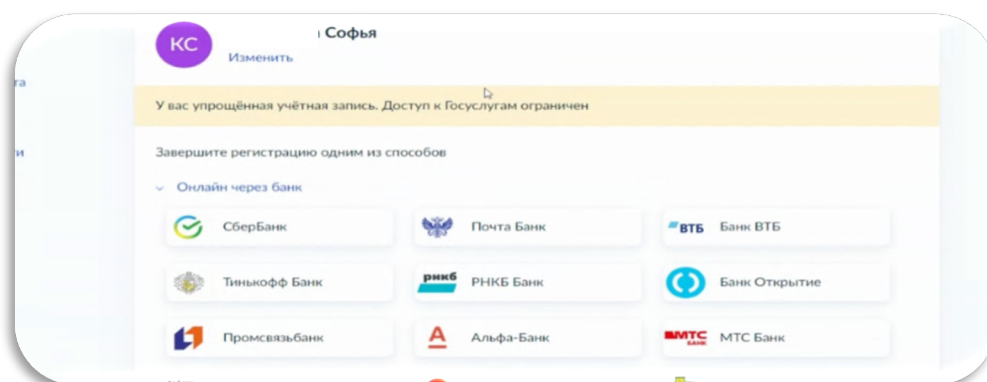 КС
Софья
Изменить
га
У вас упрощённая учётная запись. Доступ к Госуслугам ограничен
ти
Завершите регистрацию одним из способов
Онлайн через банк
СберБанк
Почта Банк
ВТБ Банк ВТБ
Тинькофф Банк
рнкб РНКБ Банк
Банк Открытие
Промсвязьбанк
А Альфа-Банк
МТС БАНК МТС Банк